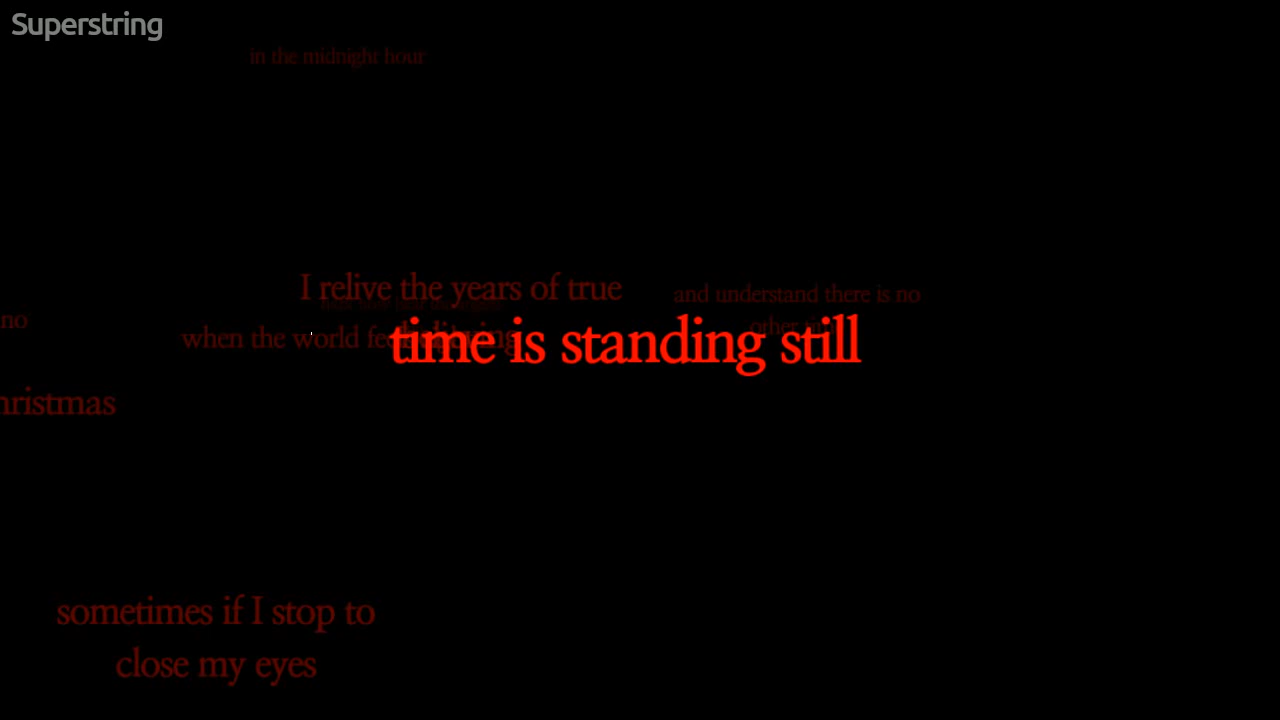 Superstring
in the midnight hour
I relive the years of true
and understand there is no
no
when the world
time is standing still
hristmas
sometimes if I stop to
close my eyes